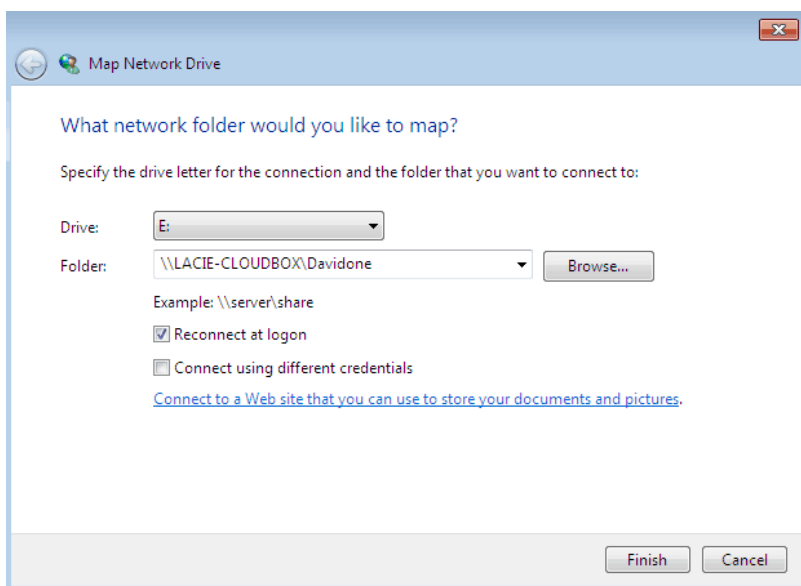 Map Network Drive
What network folder would you like to map?
Specify the drive letter for the connection and the folder that you want to connect to:
Drive: E:
Folder: \\LACIE-CLOUDBOX\Davidone Browse...
Example: \\server\share
Reconnect at logon
Connect using different credentials
Connect to a Web site that you can use to store your documents and pictures.
Finish Cancel